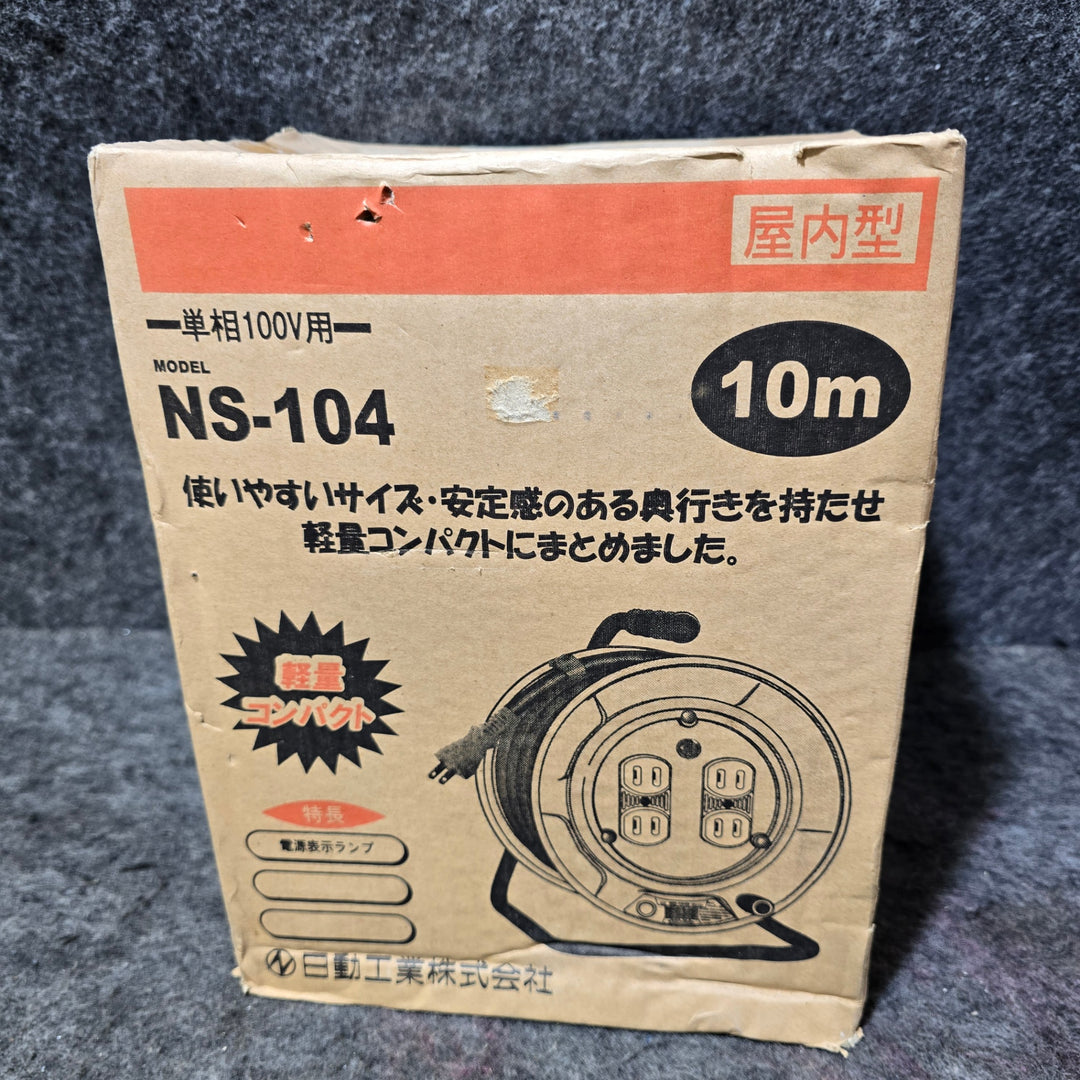 屋内型
単相100V用
MODEL
NS-104
10m
使いやすいサイズ・安定感のある奥行きを持たせ
軽量コンパクトにまとめました。
軽量
コンパクト
特長
電源表示ランプ
日動工業株式会社